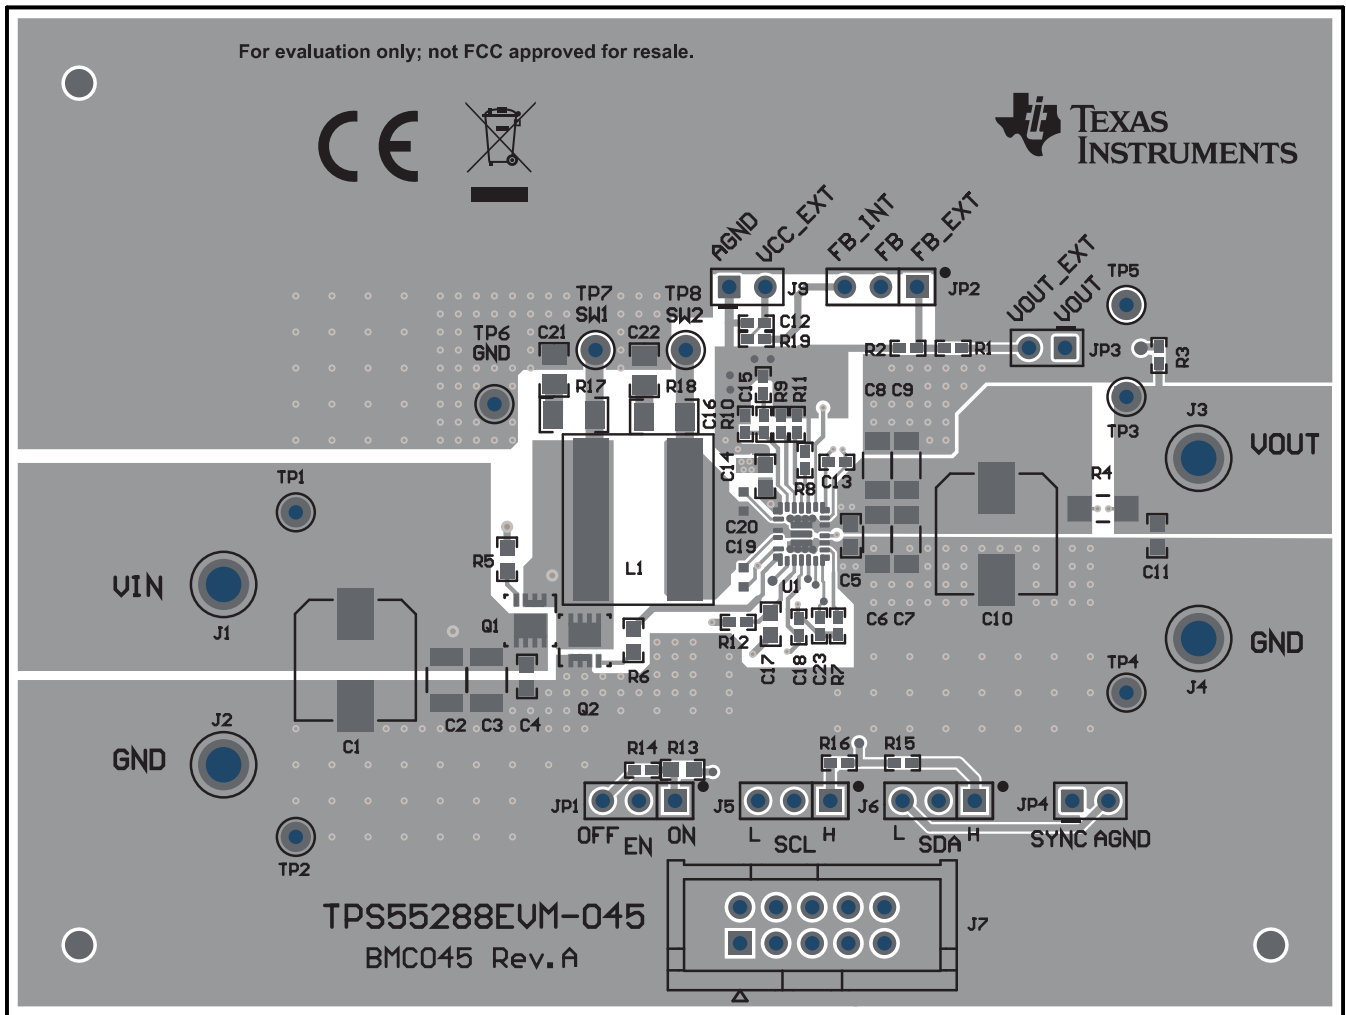 For evaluation only; not FCC approved for resale.
CE
TEXAS
INSTRUMENTS
AGND
VCC_EXT
FB_INT
FB
FB_EXT
J9
JP2
VOUT_EXT
VOUT
JP3
TP5
TP7
SW1
TP8
SW2
TP6
GND
C21
C22
C12
R19
R2
R1
R3
R17
R18
C16
R10
C15
R9
R11
C8 C9
TP3
J3
VOUT
TP1
C14
R8
C13
R4
C20
C19
R5
L1
U1
C5
C11
VIN
J1
Q1
R12
C17
C18
C23
R7
C6 C7
C10
GND
J4
R6
TP4
J2
GND
C1
C2 C3
C4
Q2
R14 R13
R16
R15
JP1
J5
J6
JP4
OFF
EN
ON
L
SCL
H
L
SDA
H
SYNC AGND
TP2
TPS55288EVM-045
BMC045 Rev.A
J7